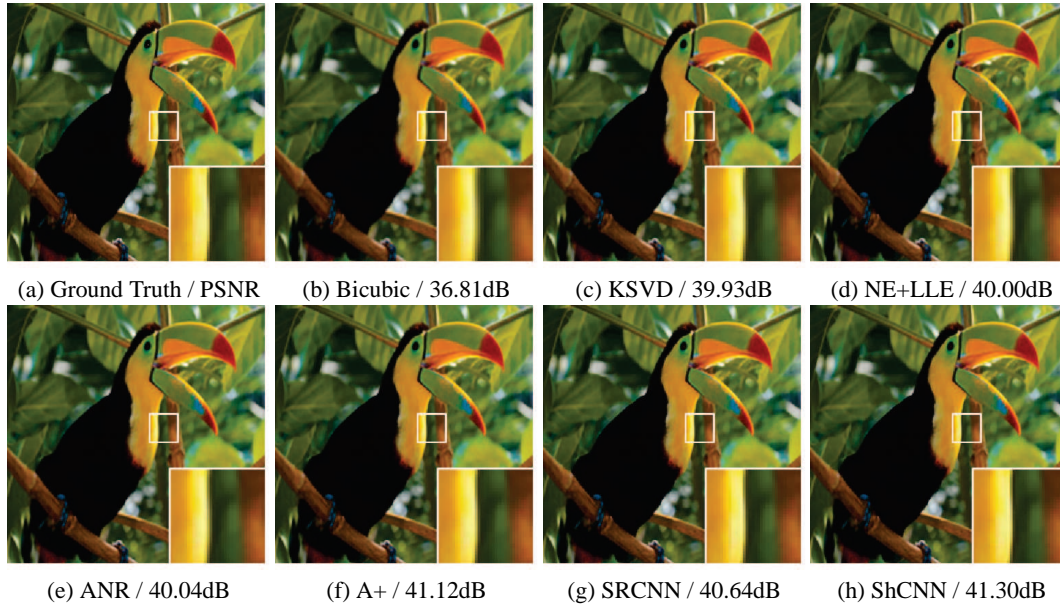 (a) Ground Truth / PSNR (b) Bicubic / 36.81dB (c) KSVD / 39.93dB (d) NE+LLE / 40.00dB
(e) ANR / 40.04dB (f) A+ / 41.12dB (g) SRCNN / 40.64dB (h) ShCNN / 41.30dB